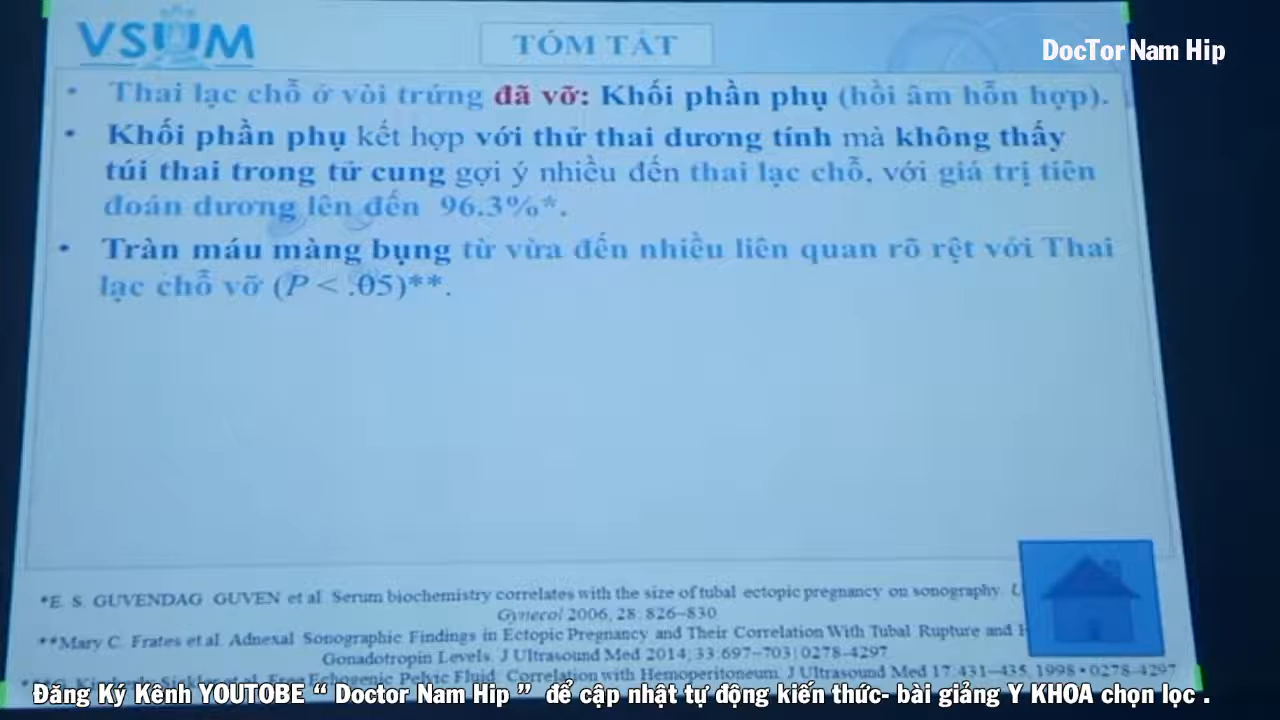 VSUM
TÓM TẮT
DocTor Nam Hip
• Thai lạc chỗ ở vòi trứng đã vỡ: Khối phần phụ (hồi âm hỗn hợp).
• Khối phần phụ kết hợp với thử thai dương tính mà không thấy
túi thai trong tử cung gợi ý nhiều đến thai lạc chỗ, với giá trị tiên
đoán dương lên đến 96.3%*.
• Tràn máu màng bụng từ vừa đến nhiều liên quan rõ rệt với Thai
lạc chỗ vỡ (P < .05)**.
*E. S. GUVENDAG GUVEN et al. Serum biochemistry correlates with the size of tubal ectopic pregnancy on sonography.
Gynecol 2006; 28: 826–830
**Mary C. Frates et al. Adnexal Sonographic Findings in Ectopic Pregnancy and Their Correlation With Tubal Rupture and
Gonadotropin Levels. J Ultrasound Med 2014; 33:697–703 | 0278-4297
Free Echogenic Pelvic Fluid: Correlation with Hemoperitoneum. J Ultrasound Med 17:431–435, 1998 • 0278-4297
Đăng Ký Kênh YOUTOBE “ Doctor Nam Hip ” để cập nhật tự động kiến thức- bài giảng Y KHOA chọn lọc .